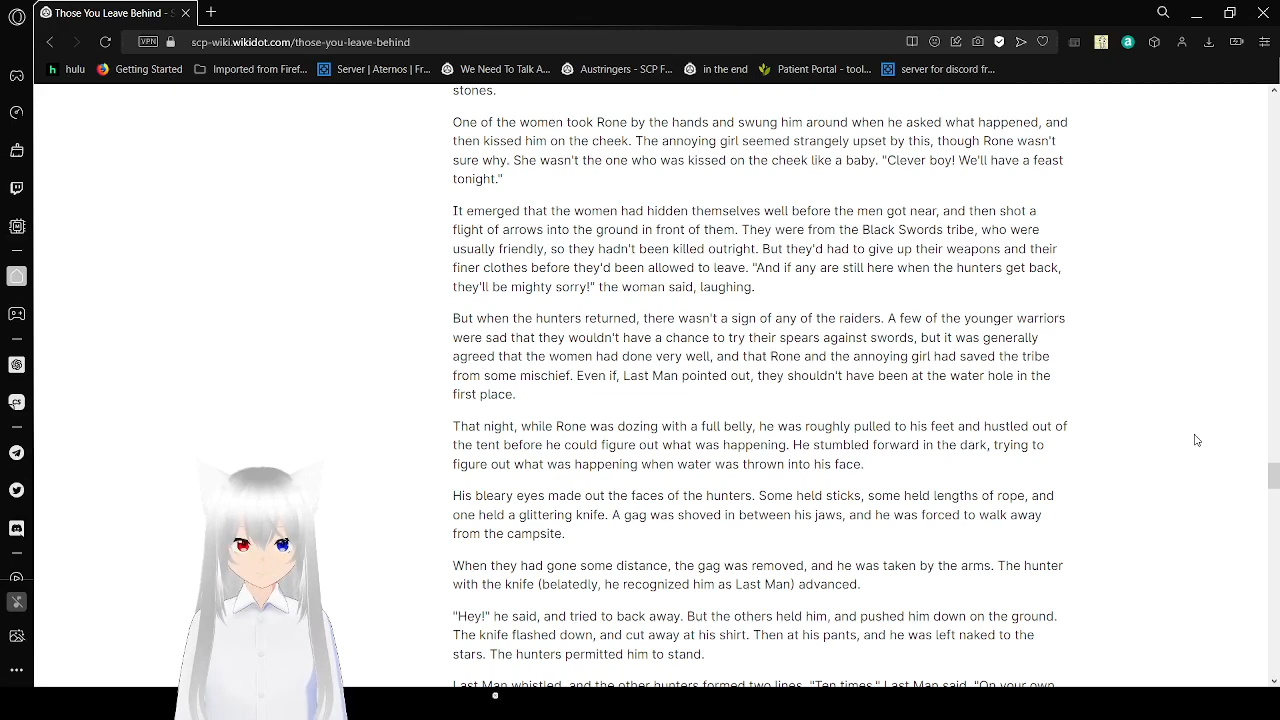 Those You Leave Behind - S
scp-wiki.wikidot.com/those-you-leave-behind
VPN
hulu
Getting Started
Imported from Firef...
Server | Aternos | Fr...
We Need To Talk A...
Austringers - SCP F...
in the end
Patient Portal - tool...
server for discord fr...
stones.
One of the women took Rone by the hands and swung him around when he asked what happened, and
then kissed him on the cheek. The annoying girl seemed strangely upset by this, though Rone wasn't
sure why. She wasn't the one who was kissed on the cheek like a baby. "Clever boy! We'll have a feast
tonight."
It emerged that the women had hidden themselves well before the men got near, and then shot a
flight of arrows into the ground in front of them. They were from the Black Swords tribe, who were
usually friendly, so they hadn't been killed outright. But they'd had to give up their weapons and their
finer clothes before they'd been allowed to leave. "And if any are still here when the hunters get back,
they'll be mighty sorry!" the woman said, laughing.
But when the hunters returned, there wasn't a sign of any of the raiders. A few of the younger warriors
were sad that they wouldn't have a chance to try their spears against swords, but it was generally
agreed that the women had done very well, and that Rone and the annoying girl had saved the tribe
from some mischief. Even if, Last Man pointed out, they shouldn't have been at the water hole in the
first place.
That night, while Rone was dozing with a full belly, he was roughly pulled to his feet and hustled out of
the tent before he could figure out what was happening. He stumbled forward in the dark, trying to
figure out what was happening when water was thrown into his face.
His bleary eyes made out the faces of the hunters. Some held sticks, some held lengths of rope, and
one held a glittering knife. A gag was shoved in between his jaws, and he was forced to walk away
from the campsite.
When they had gone some distance, the gag was removed, and he was taken by the arms. The hunter
with the knife (belatedly, he recognized him as Last Man) advanced.
"Hey!" he said, and tried to back away. But the others held him, and pushed him down on the ground.
The knife flashed down, and cut away at his shirt. Then at his pants, and he was left naked to the
stars. The hunters permitted him to stand.
Last Man whistled, and the other hunters formed two lines. "Ten times," Last Man said. "On your own